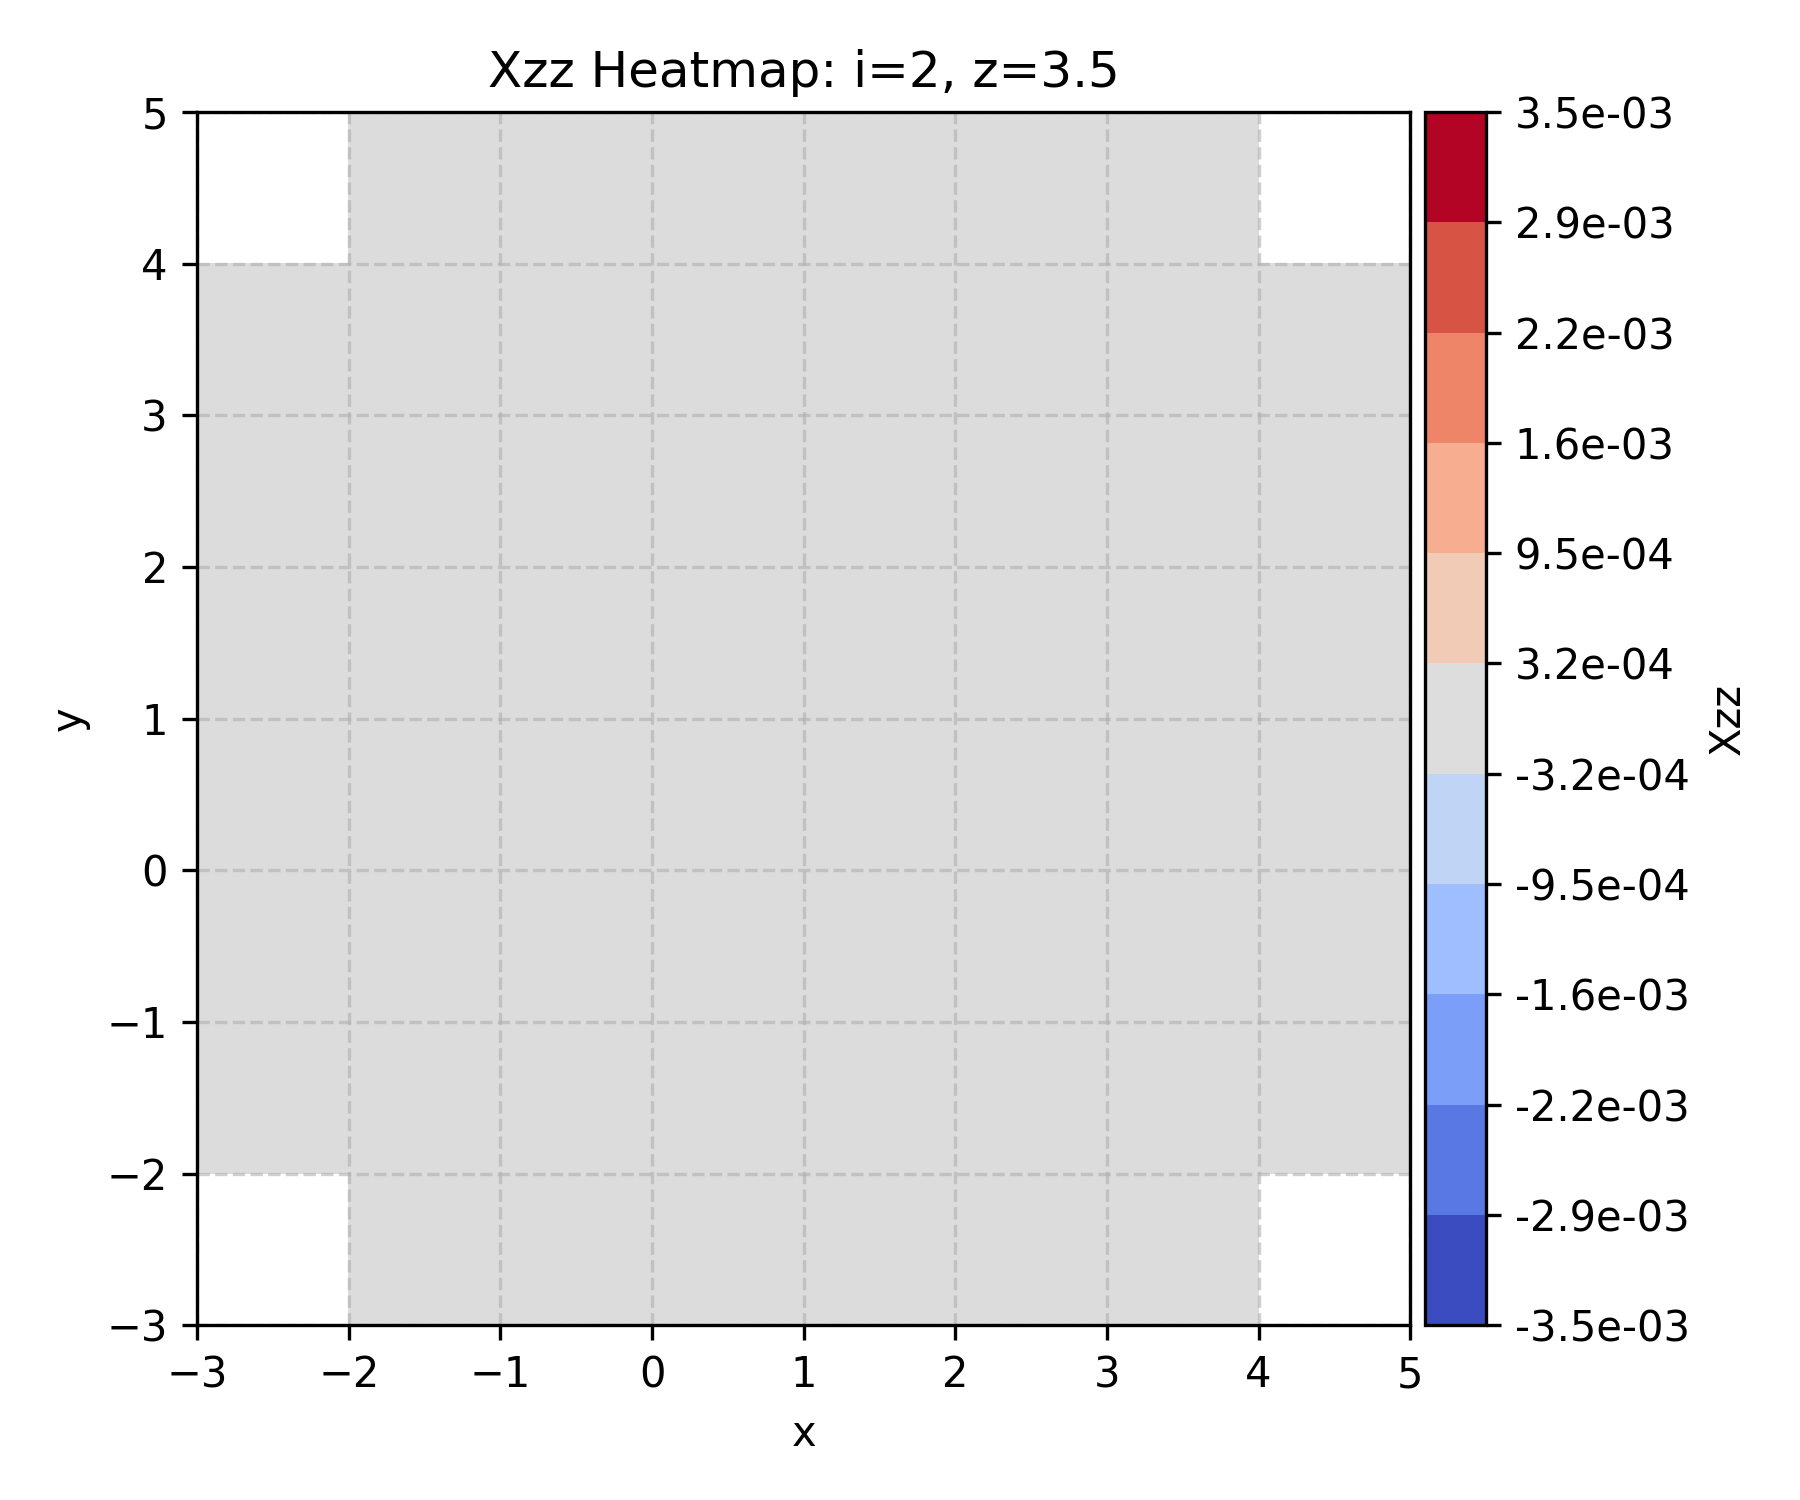 Xzz Heatmap: i=2, z=3.5
5
4
3
2
1
0
−1
−2
−3
y
−3 −2 −1 0 1 2 3 4 5
x
3.5e-03
2.9e-03
2.2e-03
1.6e-03
9.5e-04
3.2e-04
-3.2e-04
-9.5e-04
-1.6e-03
-2.2e-03
-2.9e-03
-3.5e-03
Xzz